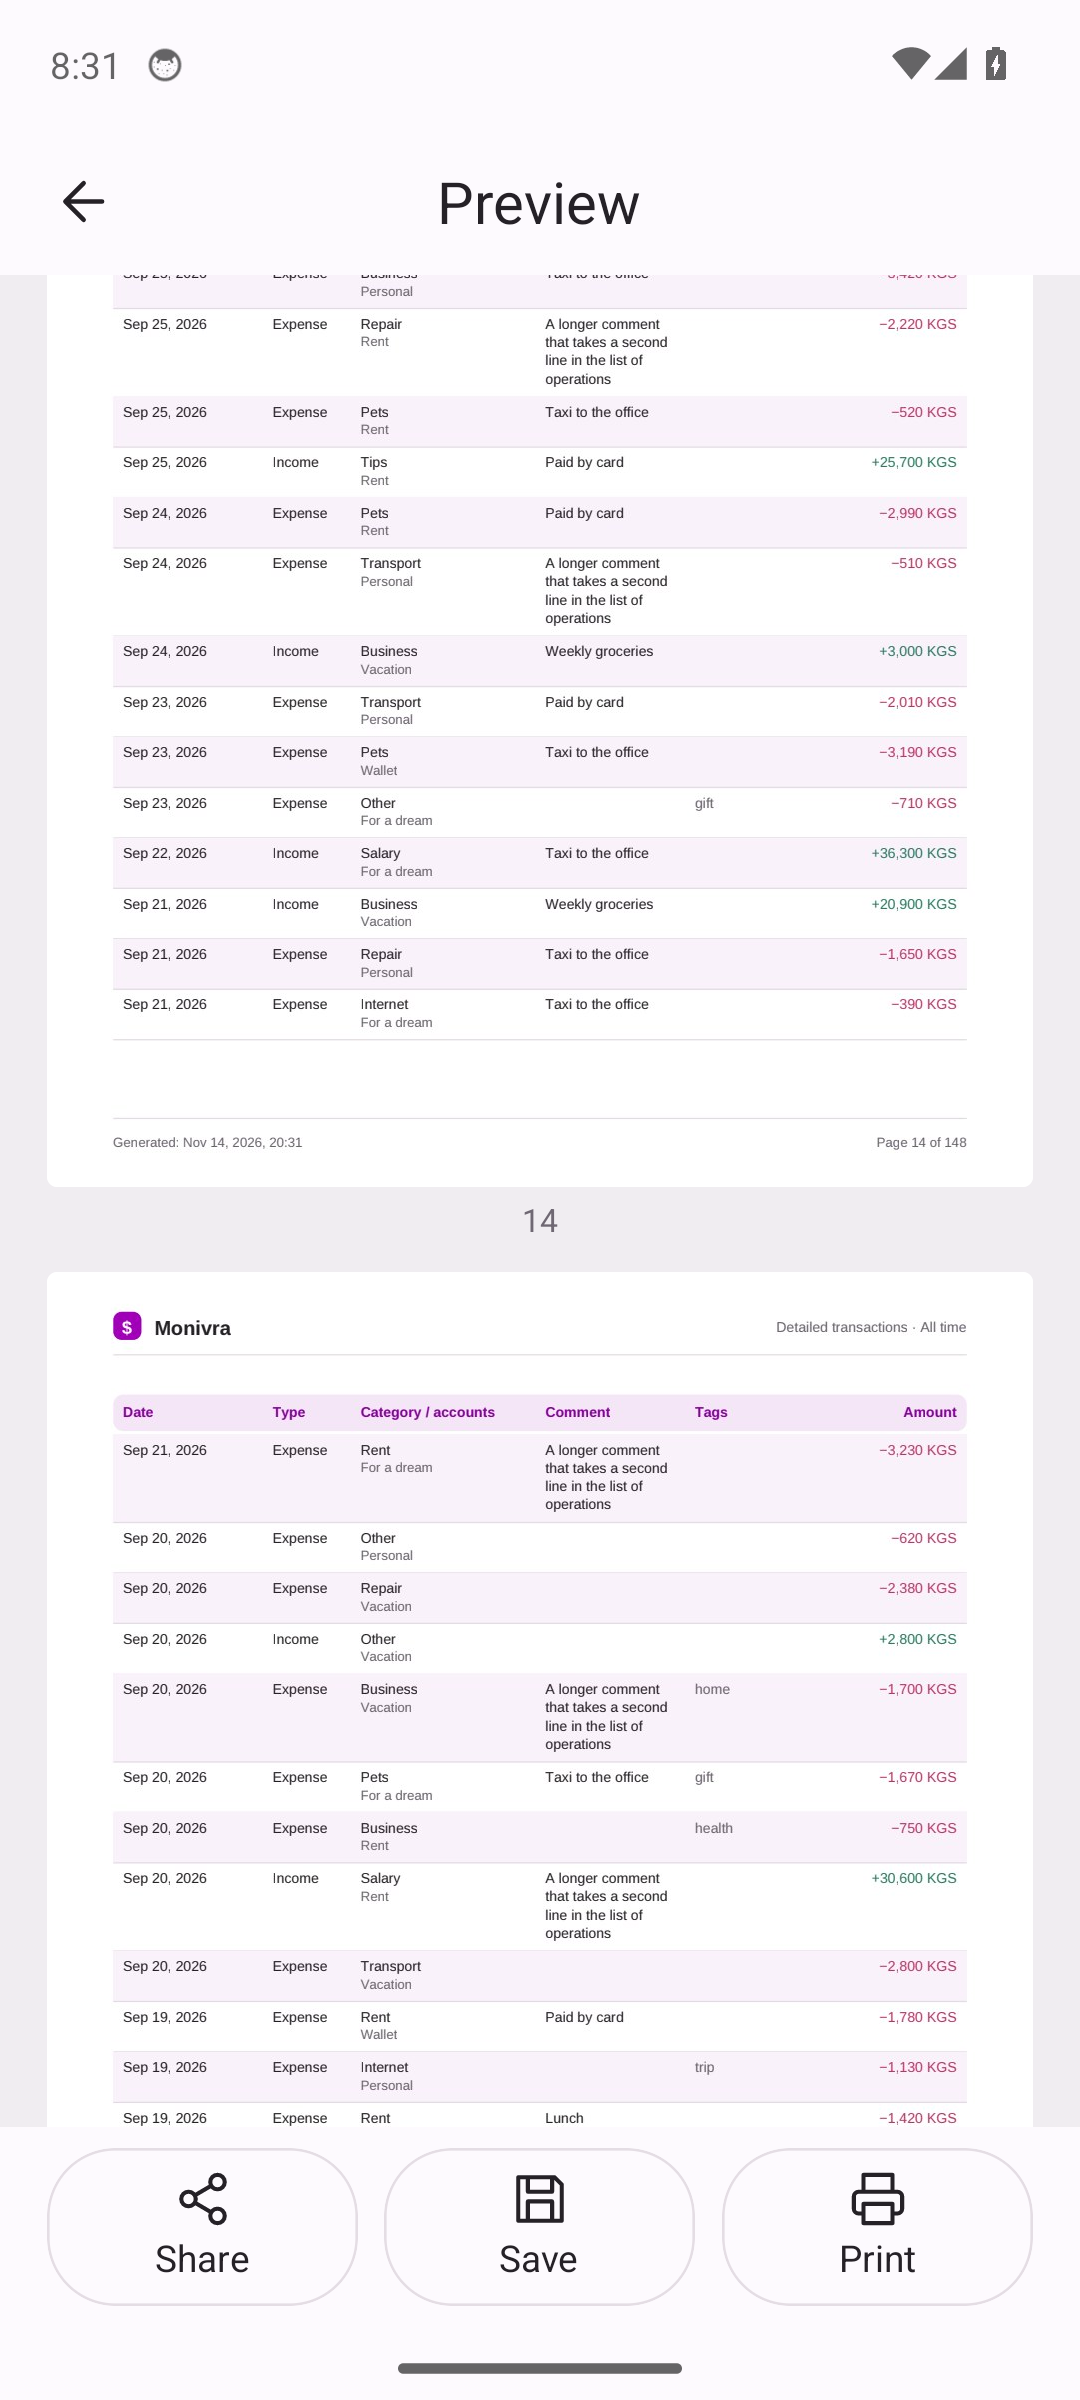 8:31
Preview
Sep 25, 2026 Expense Business Taxi to the office −3,420 KGS
Personal
Sep 25, 2026 Expense Repair A longer comment −2,220 KGS
Rent that takes a second
line in the list of
operations
Sep 25, 2026 Expense Pets Taxi to the office −520 KGS
Rent
Sep 25, 2026 Income Tips Paid by card +25,700 KGS
Rent
Sep 24, 2026 Expense Pets Paid by card −2,990 KGS
Rent
Sep 24, 2026 Expense Transport A longer comment −510 KGS
Personal that takes a second
line in the list of
operations
Sep 24, 2026 Income Business Weekly groceries +3,000 KGS
Vacation
Sep 23, 2026 Expense Transport Paid by card −2,010 KGS
Personal
Sep 23, 2026 Expense Pets Taxi to the office −3,190 KGS
Wallet
Sep 23, 2026 Expense Other gift −710 KGS
For a dream
Sep 22, 2026 Income Salary Taxi to the office +36,300 KGS
For a dream
Sep 21, 2026 Income Business Weekly groceries +20,900 KGS
Vacation
Sep 21, 2026 Expense Repair Taxi to the office −1,650 KGS
Personal
Sep 21, 2026 Expense Internet Taxi to the office −390 KGS
For a dream
Generated: Nov 14, 2026, 20:31 Page 14 of 148
14
$ Monivra Detailed transactions · All time
Date Type Category / accounts Comment Tags Amount
Sep 21, 2026 Expense Rent A longer comment −3,230 KGS
For a dream that takes a second
line in the list of
operations
Sep 20, 2026 Expense Other −620 KGS
Personal
Sep 20, 2026 Expense Repair −2,380 KGS
Vacation
Sep 20, 2026 Income Other +2,800 KGS
Vacation
Sep 20, 2026 Expense Business A longer comment home −1,700 KGS
Vacation that takes a second
line in the list of
operations
Sep 20, 2026 Expense Pets Taxi to the office gift −1,670 KGS
For a dream
Sep 20, 2026 Expense Business health −750 KGS
Rent
Sep 20, 2026 Income Salary A longer comment +30,600 KGS
Rent that takes a second
line in the list of
operations
Sep 20, 2026 Expense Transport −2,800 KGS
Vacation
Sep 19, 2026 Expense Rent Paid by card −1,780 KGS
Wallet
Sep 19, 2026 Expense Internet trip −1,130 KGS
Personal
Sep 19, 2026 Expense Rent Lunch −1,420 KGS
Share Save Print